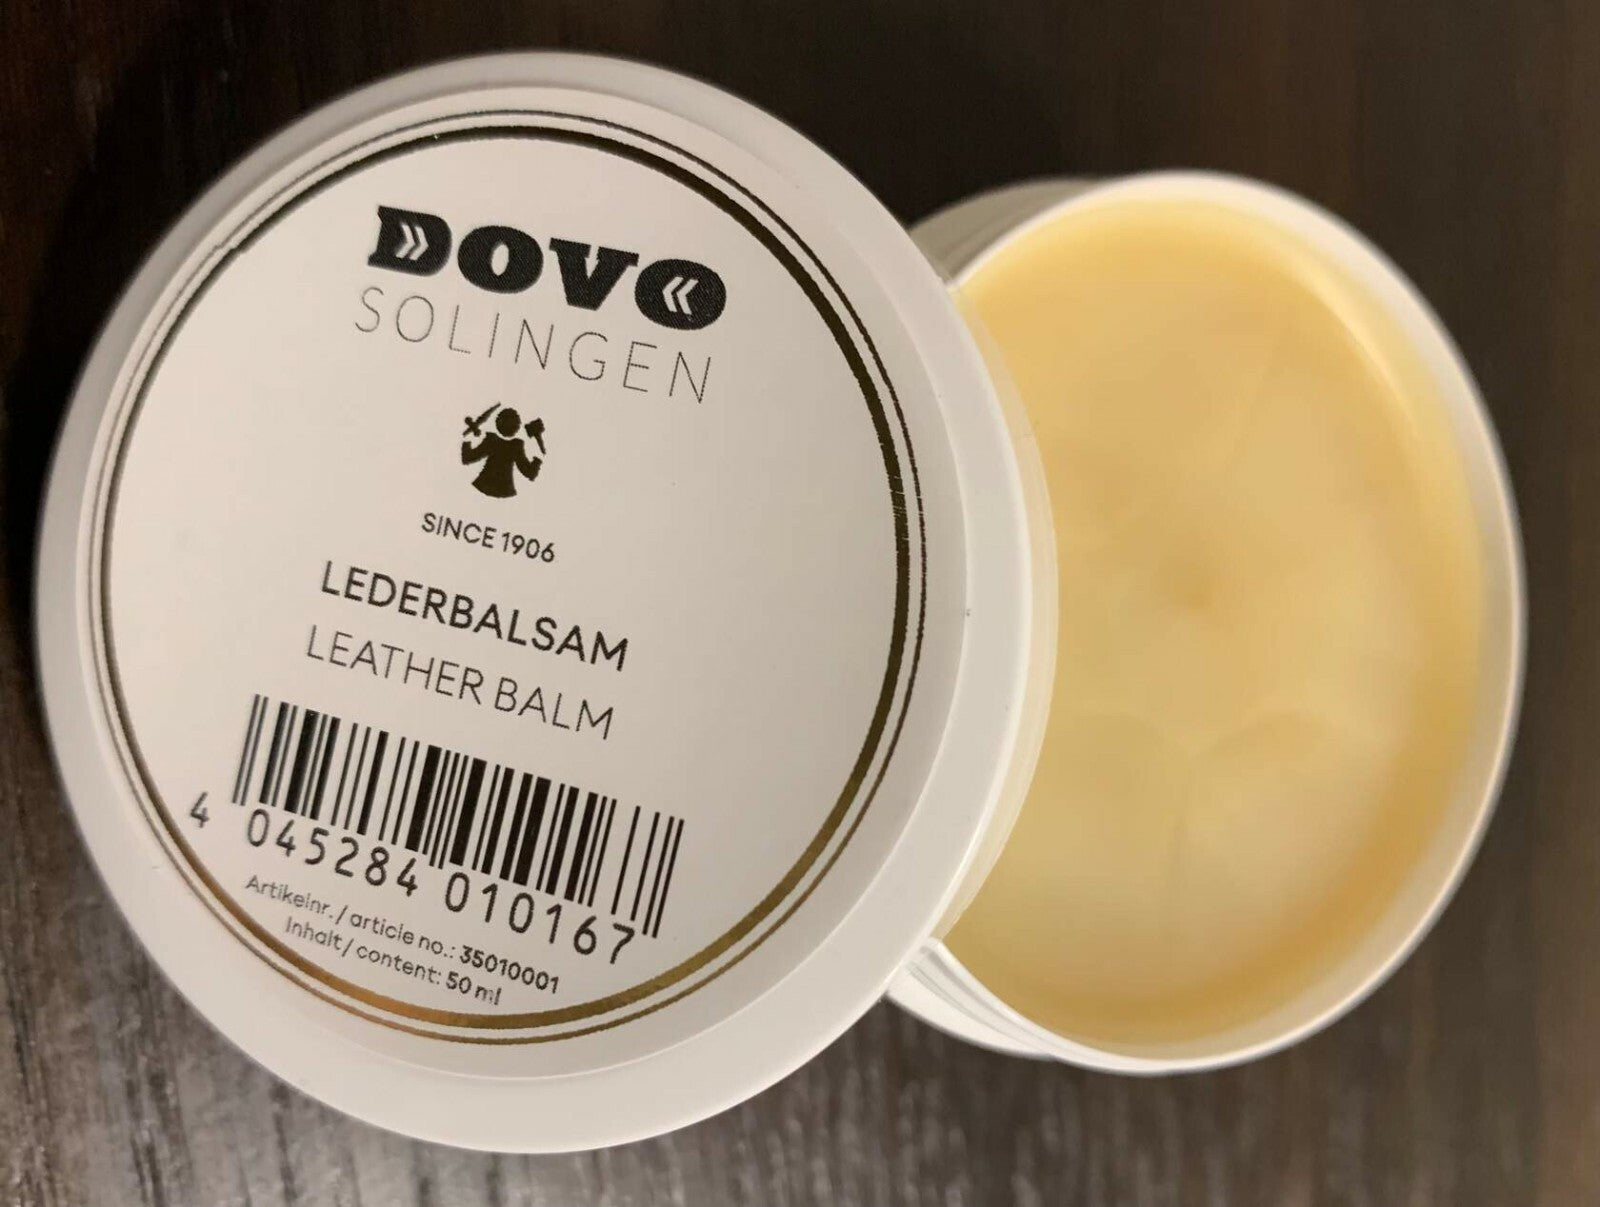 DOVO
SOLINGEN
SINCE 1906
LEDERBALSAM
LEATHER BALM
4 045284 010167
Artikelnr. / article no.: 35010001
Inhalt / content: 50 ml